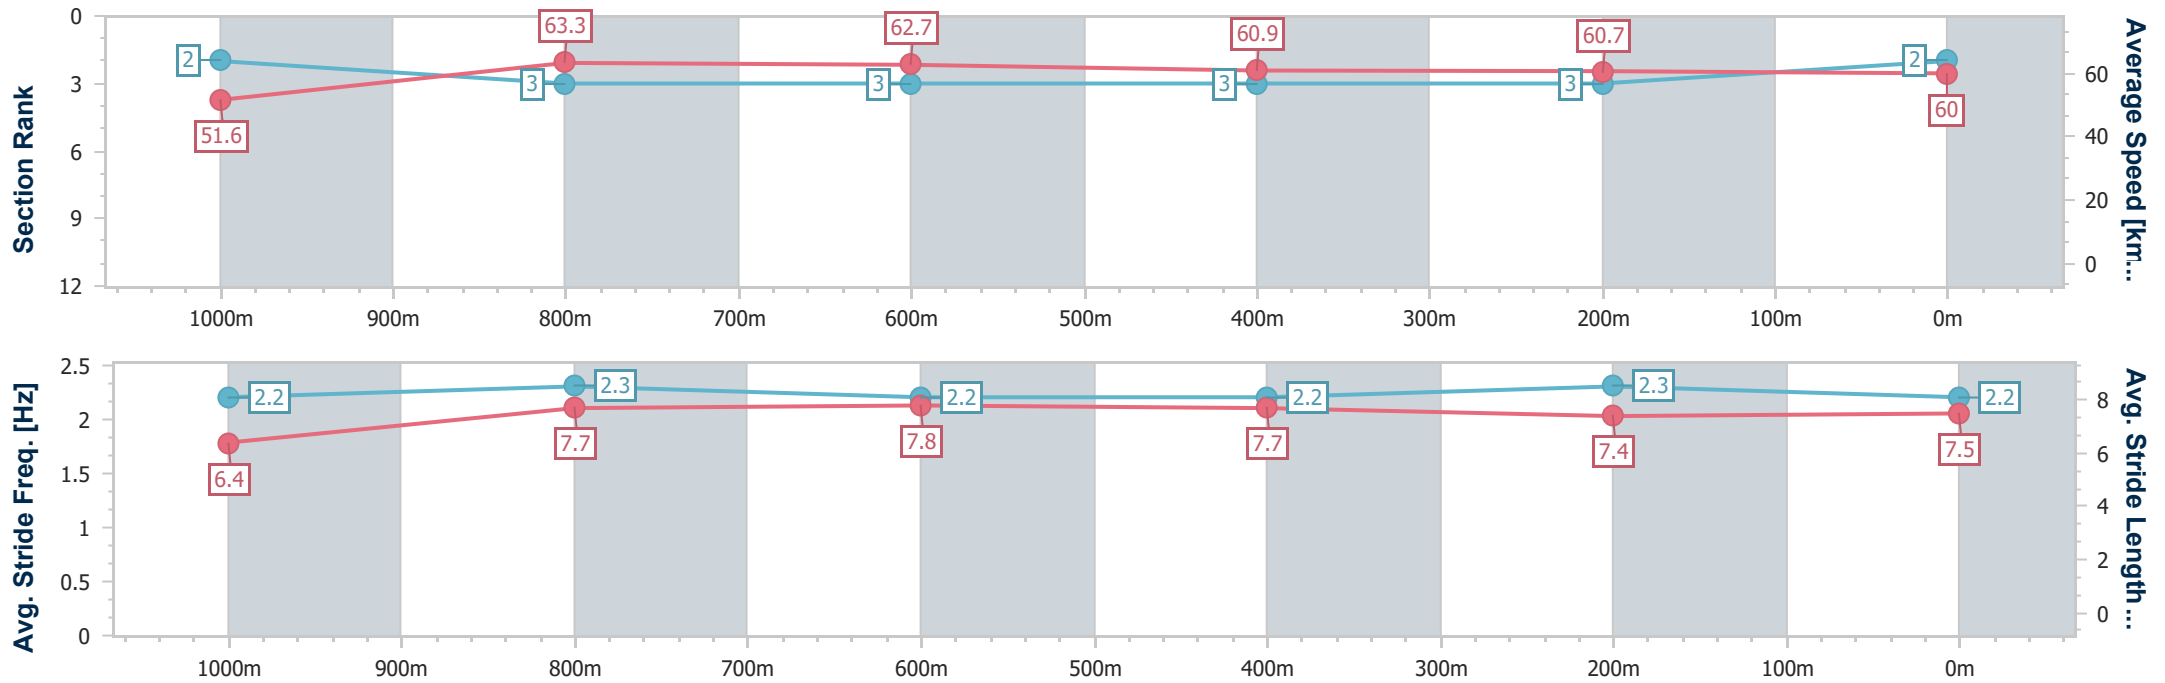 Section Rank
Average Speed [km...
0
3
6
9
12
60
40
20
0
2
3
3
3
3
2
51.6
63.3
62.7
60.9
60.7
60
1000m
900m
800m
700m
600m
500m
400m
300m
200m
100m
0m
Avg. Stride Freq. [Hz]
Avg. Stride Length ...
2.5
2
1.5
1
0.5
0
8
6
4
2
0
2.2
2.3
2.2
2.2
2.3
2.2
6.4
7.7
7.8
7.7
7.4
7.5
1000m
900m
800m
700m
600m
500m
400m
300m
200m
100m
0m